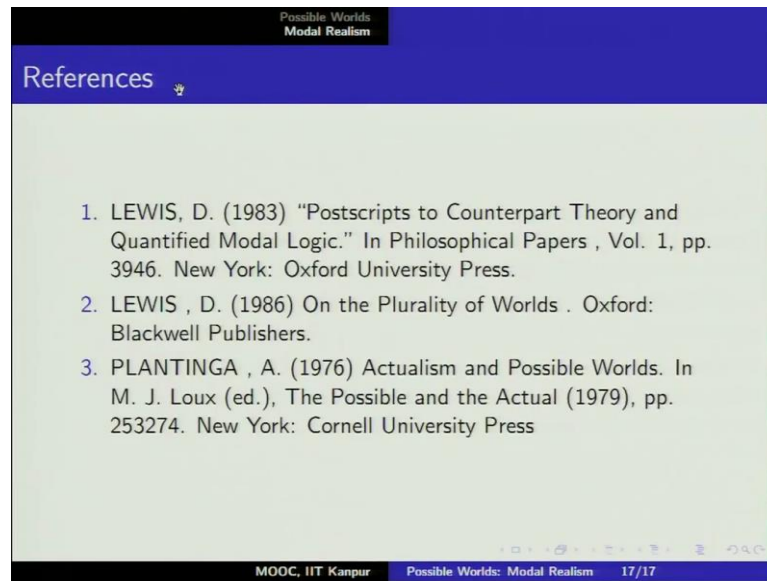 Possible Worlds
Modal Realism
References
1. LEWIS, D. (1983) “Postscripts to Counterpart Theory and
Quantified Modal Logic.” In Philosophical Papers , Vol. 1, pp.
3946. New York: Oxford University Press.
2. LEWIS , D. (1986) On the Plurality of Worlds . Oxford:
Blackwell Publishers.
3. PLANTINGA , A. (1976) Actualism and Possible Worlds. In
M. J. Loux (ed.), The Possible and the Actual (1979), pp.
253274. New York: Cornell University Press
MOOC, IIT Kanpur Possible Worlds: Modal Realism 17/17